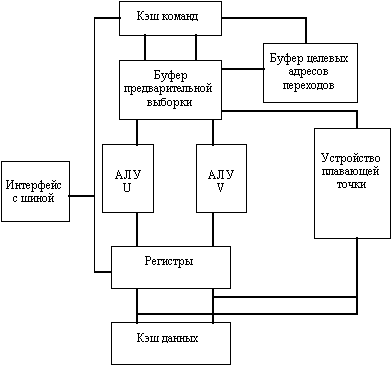 Кэш команд
Буфер целевых
адресов
переходов
Буфер
предварительной
выборки
Интерфейс
с шиной
АЛУ
U
АЛУ
V
Устройство
плавающей
точки
Регистры
Кэш данных